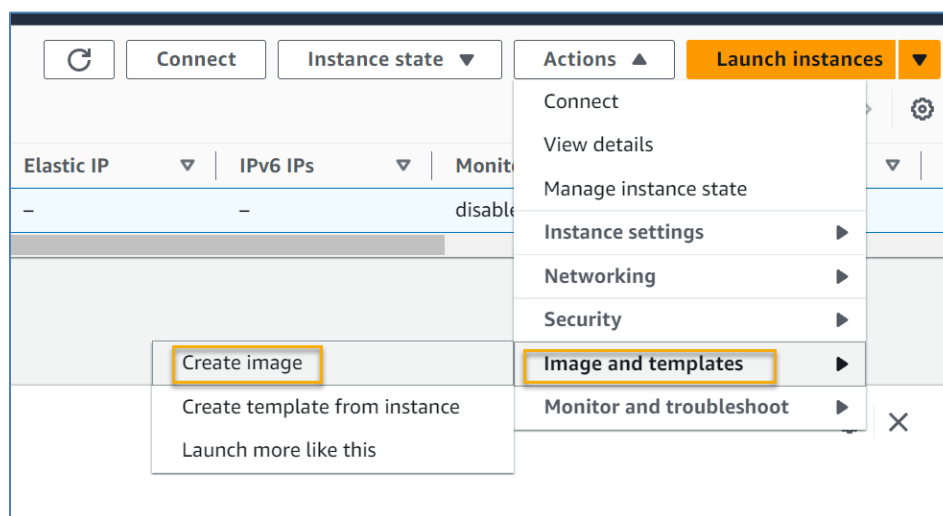 Connect
Instance state
Actions
Launch instances
Connect
View details
Elastic IP
IPv6 IPs
Manage instance state
–
–
Instance settings
Networking
Security
Create image
Image and templates
Create template from instance
Monitor and troubleshoot
Launch more like this